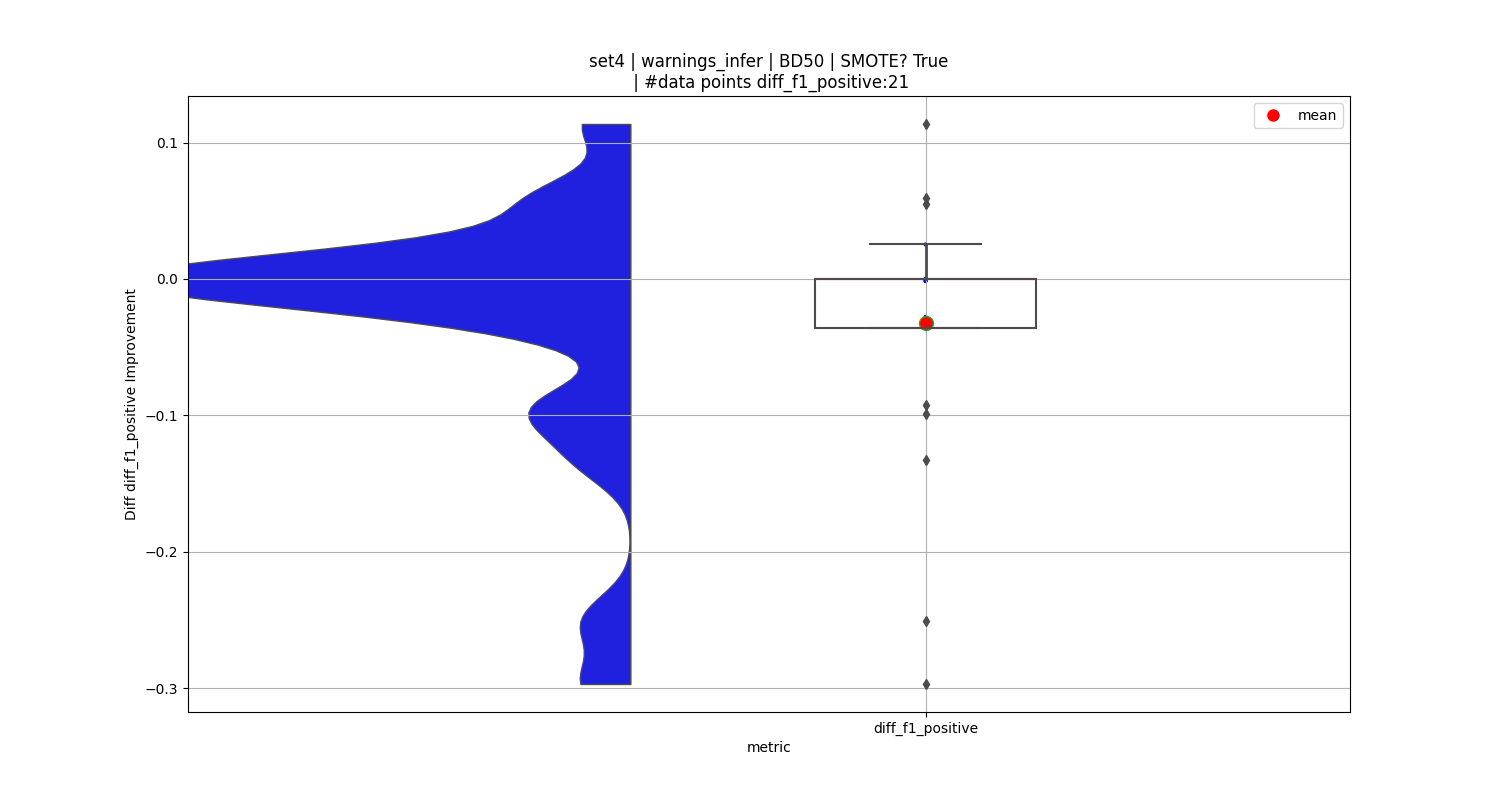 set4 | warnings_infer | BD50 | SMOTE? True
| #data points diff_f1_positive:21
mean
0.1
0.0
−0.1
−0.2
−0.3
Diff diff_f1_positive Improvement
diff_f1_positive
metric